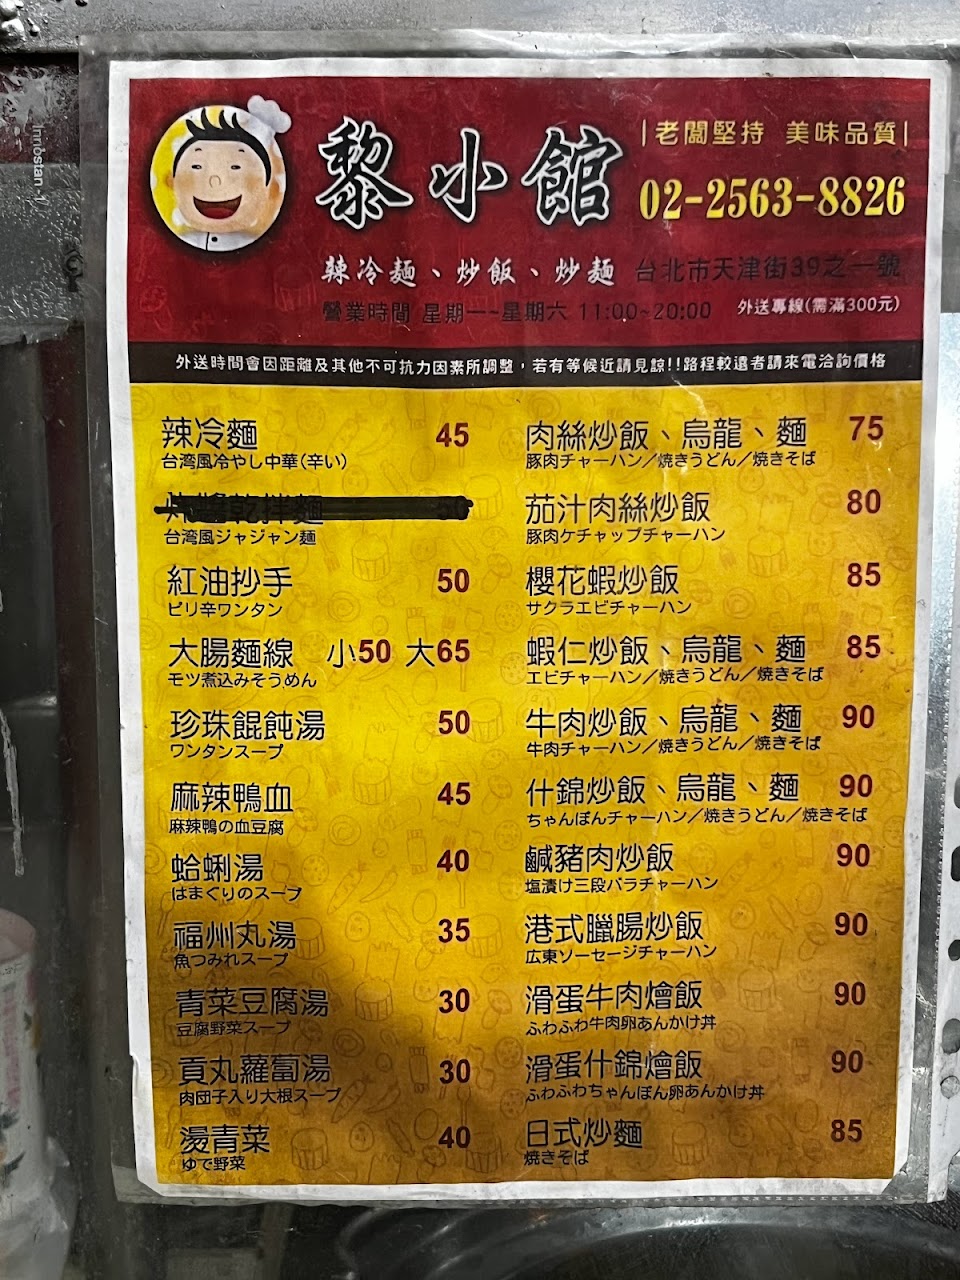 黎小館
|老闆堅持 美味品質|
02-2563-8826
辣冷麵、炒飯、炒麵
台北市天津街39之一號
營業時間 星期一~星期六 11:00~20:00
外送專線(需滿300元)
外送時間會因距離及其他不可抗力因素所調整，若有等候近請見諒!!路程較遠者請來電洽詢價格
辣冷麵 45
台湾風冷やし中華(辛い)
炸醬乾拌麵 50
台湾風ジャジャン麺
紅油抄手 50
ピリ辛ワンタン
大腸麵線 小50 大65
モツ煮込みそうめん
珍珠餛飩湯 50
ワンタンスープ
麻辣鴨血 45
麻辣鴨の血豆腐
蛤蜊湯 40
はまぐりのスープ
福州丸湯 35
魚つみれスープ
青菜豆腐湯 30
豆腐野菜スープ
貢丸蘿蔔湯 30
肉団子入り大根スープ
燙青菜 40
ゆで野菜
肉絲炒飯、烏龍、麵 75
豚肉チャーハン／焼きうどん／焼きそば
茄汁肉絲炒飯 80
豚肉ケチャップチャーハン
櫻花蝦炒飯 85
サクラエビチャーハン
蝦仁炒飯、烏龍、麵 85
エビチャーハン／焼きうどん／焼きそば
牛肉炒飯、烏龍、麵 90
牛肉チャーハン／焼きうどん／焼きそば
什錦炒飯、烏龍、麵 90
ちゃんぽんチャーハン／焼きうどん／焼きそば
鹹豬肉炒飯 90
塩漬け三段バラチャーハン
港式臘腸炒飯 90
広東ソーセージチャーハン
滑蛋牛肉燴飯 90
ふわふわ牛肉卵あんかけ丼
滑蛋什錦燴飯 90
ふわふわちゃんぽん卵あんかけ丼
日式炒麵 85
焼きそば